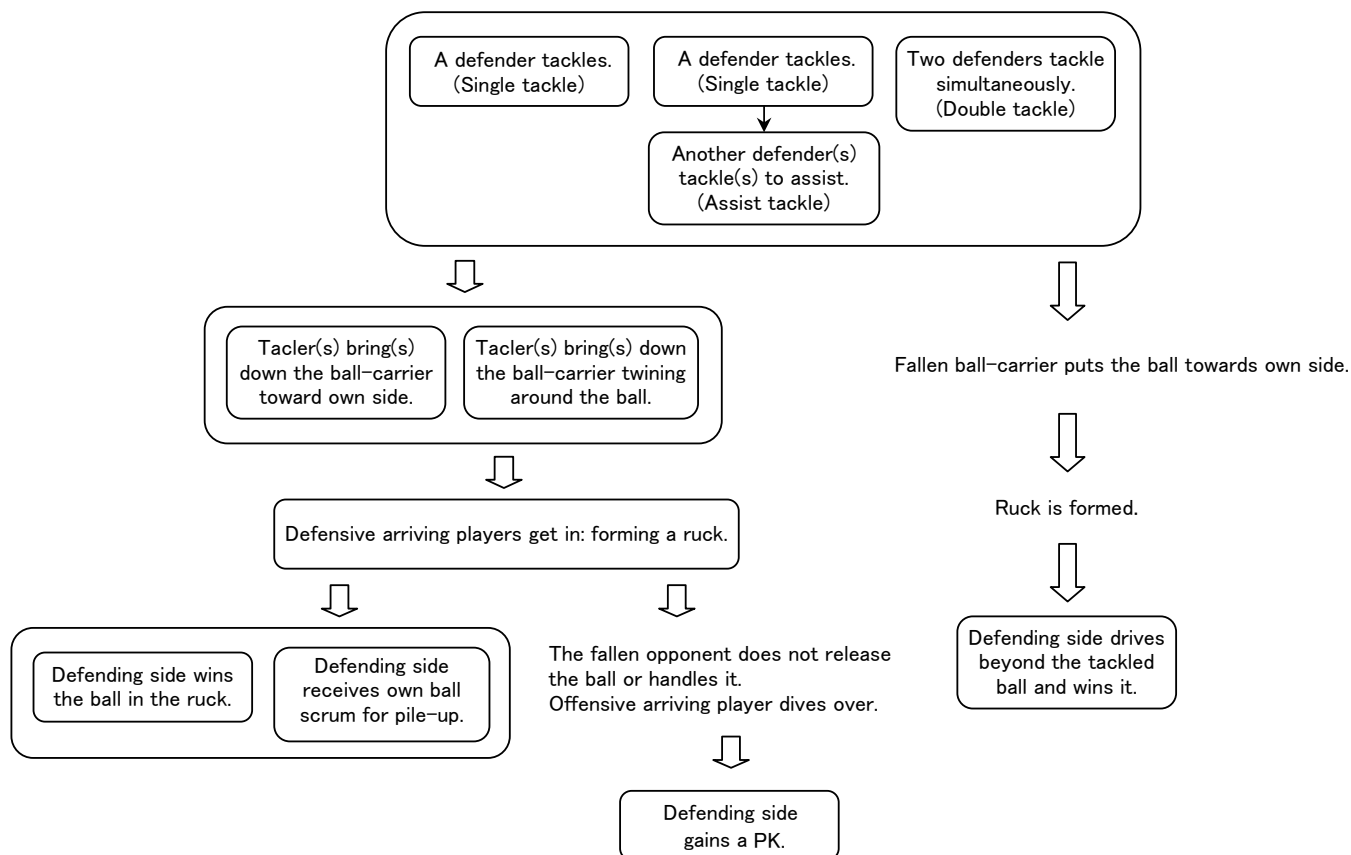 A defender tackles.
(Single tackle)
A defender tackles.
(Single tackle)
Two defenders tackle
simultaneously.
(Double tackle)
Another defender(s)
tackle(s) to assist.
(Assist tackle)
Tacler(s) bring(s)
down the ball-carrier
toward own side.
Tacler(s) bring(s) down
the ball-carrier twining
around the ball.
Fallen ball-carrier puts the ball towards own side.
Defensive arriving players get in: forming a ruck.
Ruck is formed.
Defending side wins
the ball in the ruck.
Defending side
receives own ball
scrum for pile-up.
The fallen opponent does not release
the ball or handles it.
Offensive arriving player dives over.
Defending side drives
beyond the tackled
ball and wins it.
Defending side
gains a PK.